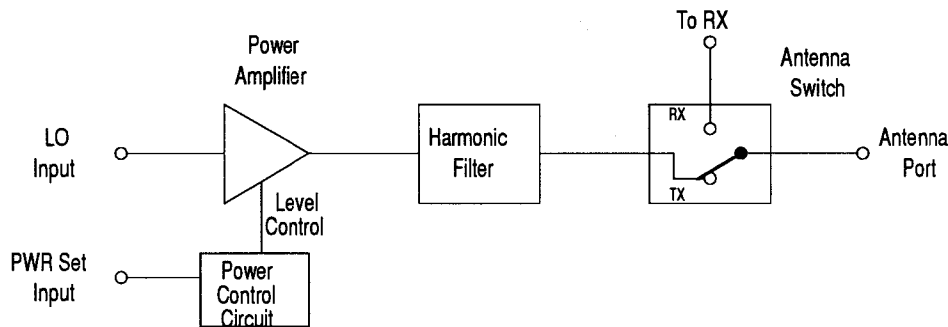 To RX
Power
Amplifier
Antenna
Switch
RX
LO
Input
Harmonic
Filter
Antenna
Port
TX
Level
Control
PWR Set
Input
Power
Control
Circuit